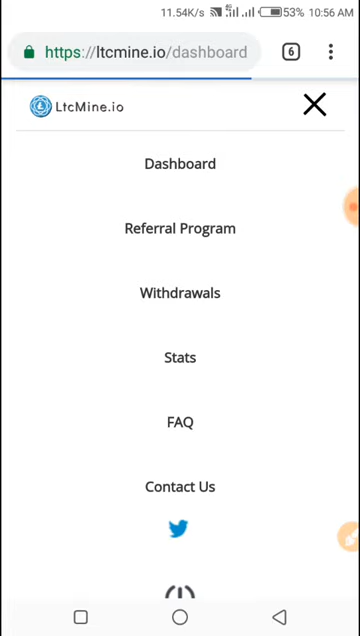 11.54K/s 4G 53% 10:56 AM
https://ltcmine.io/dashboard 6
LtcMine.io
Dashboard
Referral Program
Withdrawals
Stats
FAQ
Contact Us